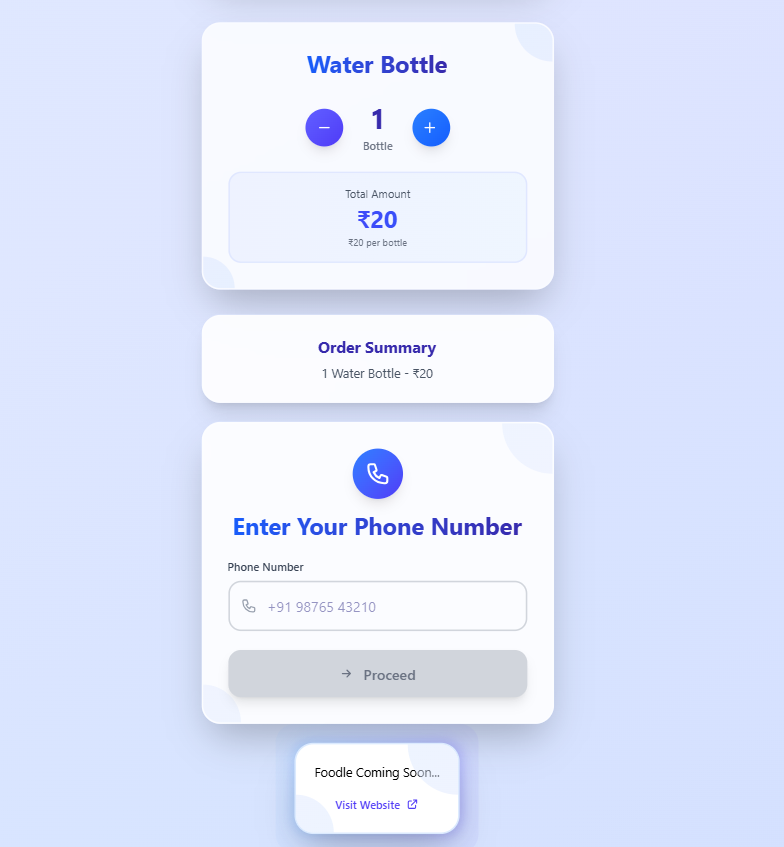 Water Bottle
1
Bottle
Total Amount
₹20
₹20 per bottle
Order Summary
1 Water Bottle - ₹20
Enter Your Phone Number
Phone Number
+91 98765 43210
Proceed
Foodle Coming Soon...
Visit Website